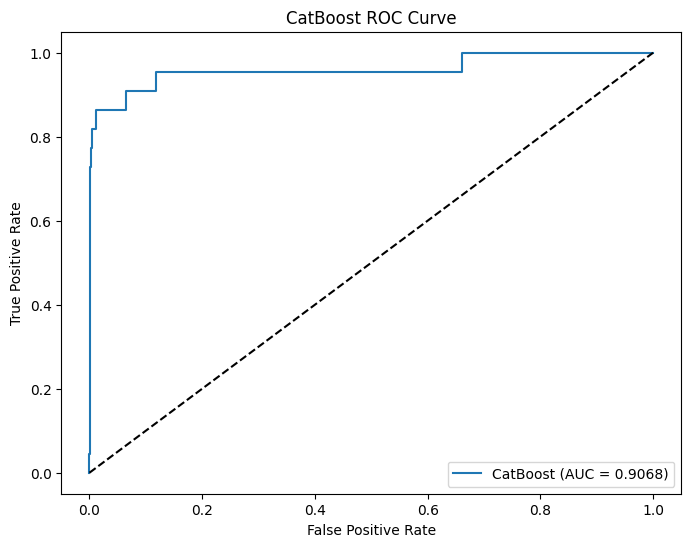 CatBoost ROC Curve
True Positive Rate
1.0
0.8
0.6
0.4
0.2
0.0
CatBoost (AUC = 0.9068)
0.0 0.2 0.4 0.6 0.8 1.0
False Positive Rate